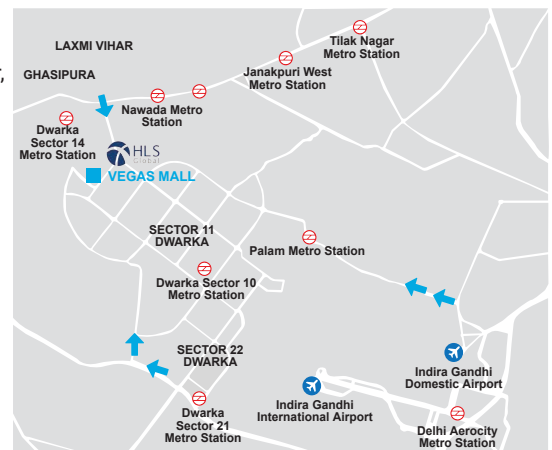 LAXMI VIHAR
Tilak Nagar
Metro Station
GHASIPURA
Janakpuri West
Metro Station
Nawada Metro
Station
Dwarka
Sector 14
Metro Station
HLS
Global
VEGAS MALL
SECTOR 11
DWARKA
Palam Metro Station
Dwarka Sector 10
Metro Station
SECTOR 22
DWARKA
Indira Gandhi
Domestic Airport
Indira Gandhi
International Airport
Dwarka
Sector 21
Metro Station
Delhi Aerocity
Metro Station